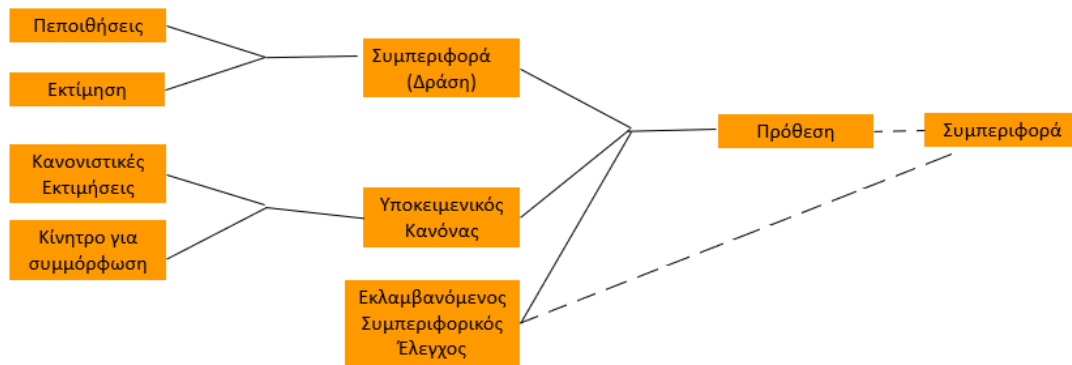 Πεποιθήσεις
Εκτίμηση
Συμπεριφορά
(Δράση)
Κανονιστικές
Εκτιμήσεις
Κίνητρο για
συμμόρφωση
Υποκειμενικός
Κανόνας
Εκλαμβανόμενος
Συμπεριφορικός
Έλεγχος
Πρόθεση
Συμπεριφορά